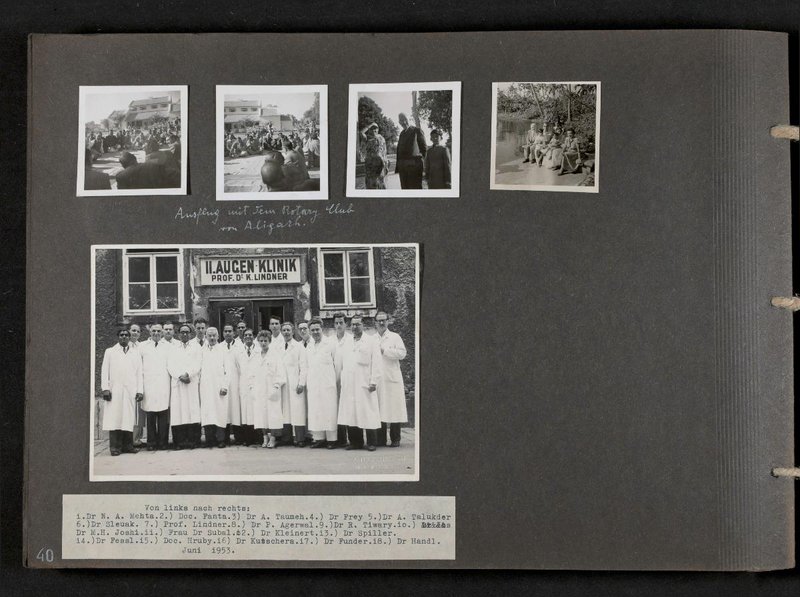 Ausflug mit dem Rotary Club
von Aligarh.
II. AUGEN-KLINIK
PROF. DR K. LINDNER
Von links nach rechts:
1.Dr N. A. Mehta.2.) Doc. Fanta.3) Dr A. Taumeh.4.) Dr Frey 5.)Dr A. Talukder
6.)Dr Slezak. 7.) Prof. Lindner.8.) Dr P. Agerwal.9.)Dr R. Tiwary.10.)
Dr M.H. Joshi.11.) Frau Dr Subal.12.) Dr Kleinert.13.) Dr Spiller.
14.)Dr Fessl.15.) Doc. Hruby.16) Dr Kutschera.17.) Dr Funder.18.) Dr Handl.
Juni 1953.
40